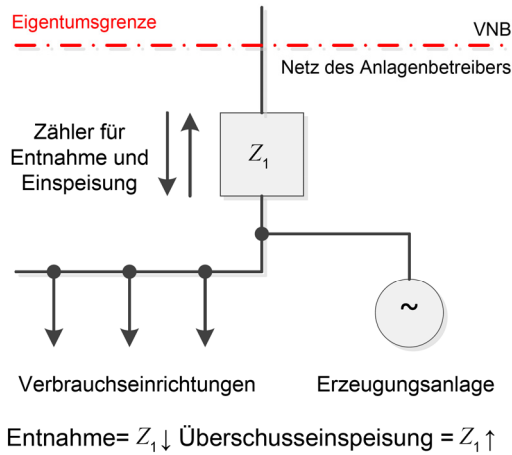 Eigentumsgrenze
VNB
Netz des Anlagenbetreibers
Zähler für
Entnahme und
Einspeisung
Z₁
~
Verbrauchseinrichtungen
Erzeugungsanlage
Entnahme= Z₁↓ Überschusseinspeisung = Z₁↑